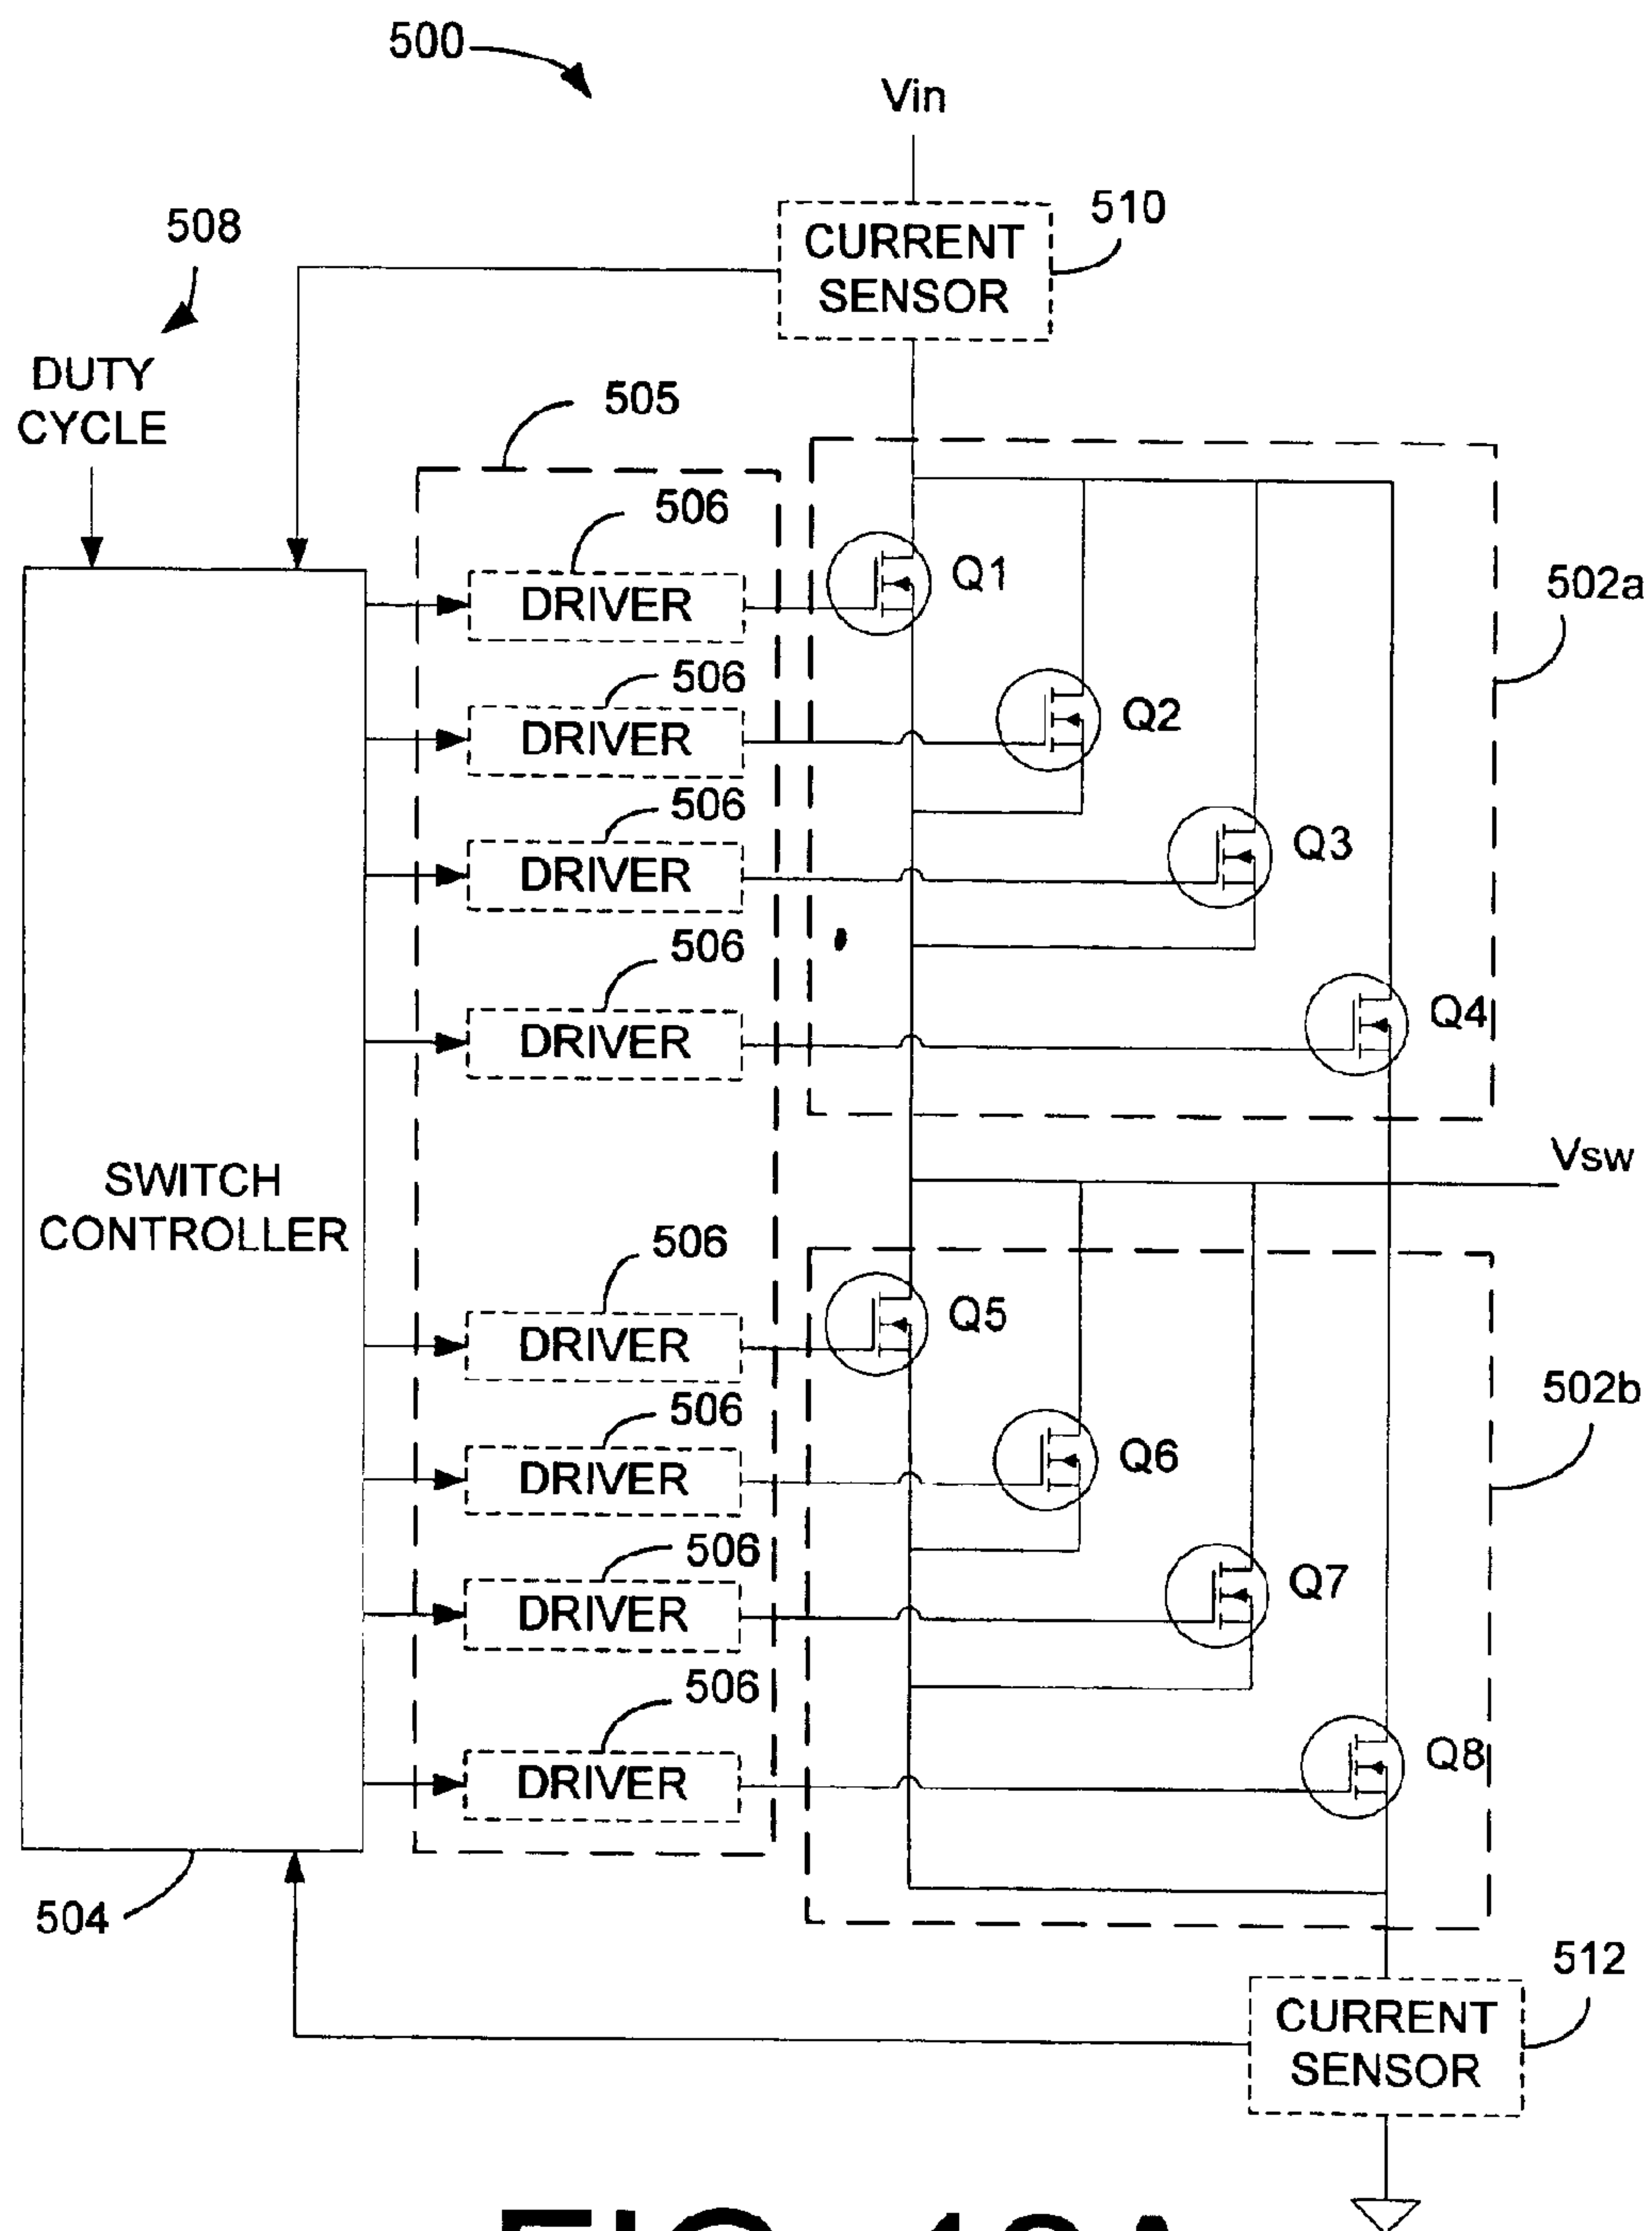 500
Vin
510
CURRENT
SENSOR
508
DUTY
CYCLE
505
506
DRIVER
Q1
502a
506
DRIVER
Q2
506
DRIVER
Q3
506
DRIVER
Q4
Vsw
SWITCH
CONTROLLER
506
DRIVER
Q5
502b
506
DRIVER
Q6
506
DRIVER
Q7
506
DRIVER
Q8
504
512
CURRENT
SENSOR